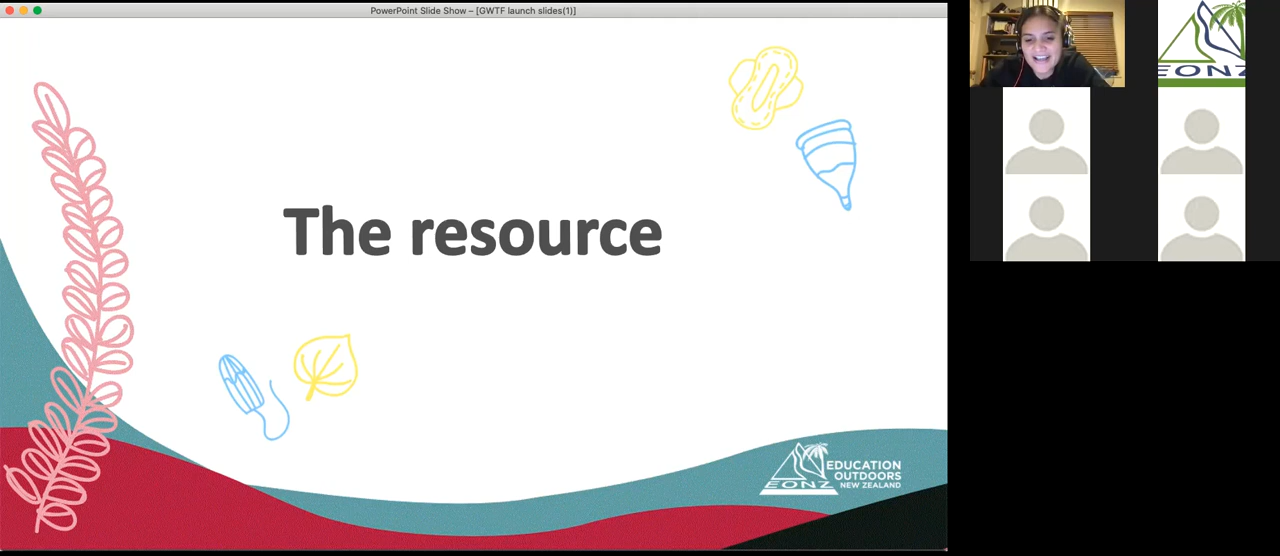 PowerPoint Slide Show – [GWTF launch slides(1)]
The resource
EONZ
EDUCATION
OUTDOORS
NEW ZEALAND
EONZ